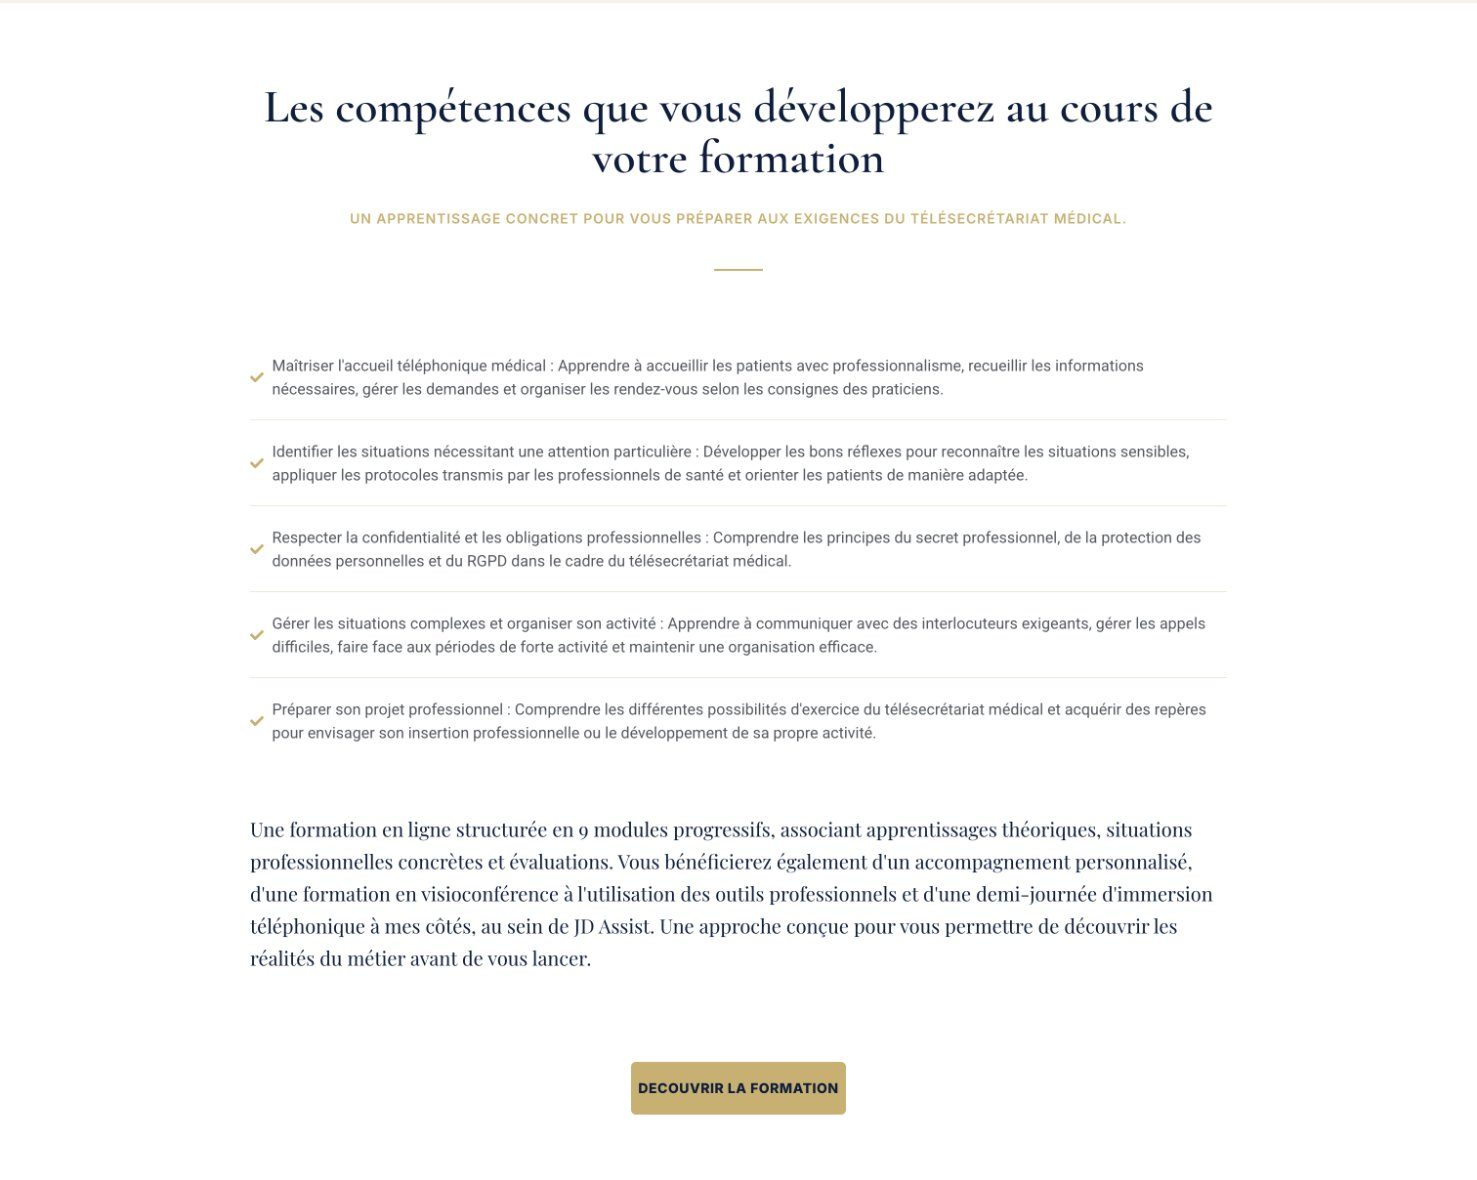 Les compétences que vous développerez au cours de
votre formation
UN APPRENTISSAGE CONCRET POUR VOUS PRÉPARER AUX EXIGENCES DU TÉLÉSECRÉTARIAT MÉDICAL.
Maîtriser l'accueil téléphonique médical : Apprendre à accueillir les patients avec professionnalisme, recueillir les informations
nécessaires, gérer les demandes et organiser les rendez-vous selon les consignes des praticiens.
Identifier les situations nécessitant une attention particulière : Développer les bons réflexes pour reconnaître les situations sensibles,
appliquer les protocoles transmis par les professionnels de santé et orienter les patients de manière adaptée.
Respecter la confidentialité et les obligations professionnelles : Comprendre les principes du secret professionnel, de la protection des
données personnelles et du RGPD dans le cadre du télésecrétariat médical.
Gérer les situations complexes et organiser son activité : Apprendre à communiquer avec des interlocuteurs exigeants, gérer les appels
difficiles, faire face aux périodes de forte activité et maintenir une organisation efficace.
Préparer son projet professionnel : Comprendre les différentes possibilités d'exercice du télésecrétariat médical et acquérir des repères
pour envisager son insertion professionnelle ou le développement de sa propre activité.
Une formation en ligne structurée en 9 modules progressifs, associant apprentissages théoriques, situations
professionnelles concrètes et évaluations. Vous bénéficierez également d'un accompagnement personnalisé,
d'une formation en visioconférence à l'utilisation des outils professionnels et d'une demi-journée d'immersion
téléphonique à mes côtés, au sein de JD Assist. Une approche conçue pour vous permettre de découvrir les
réalités du métier avant de vous lancer.
DECOUVRIR LA FORMATION